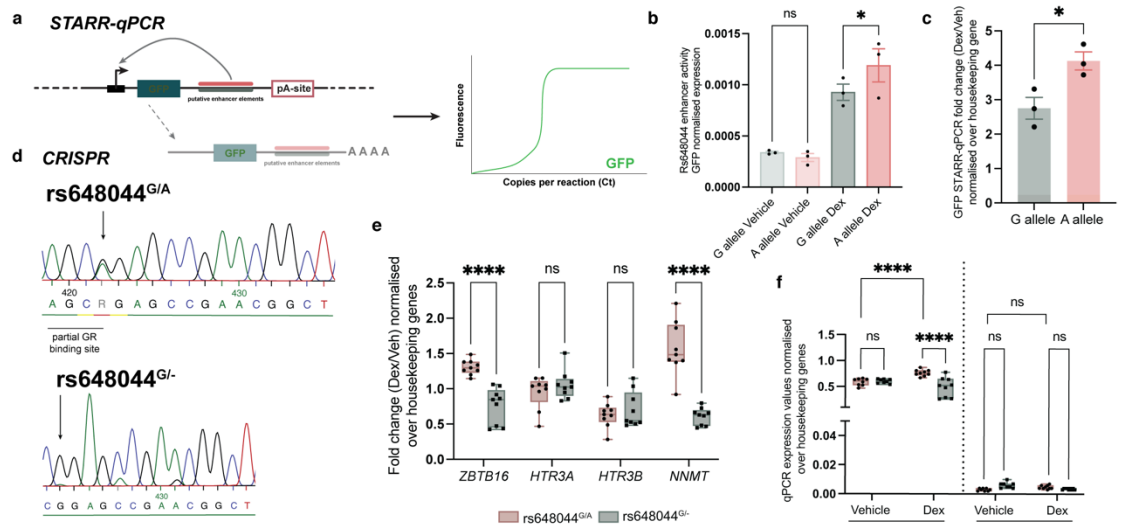 a
STARR-qPCR
GFP
putative enhancer elements
pA-site
GFP
putative enhancer elements
AAAA
Fluorescence
GFP
Copies per reaction (Ct)
b
ns
*
Rs648044 enhancer activity
GFP normalised expression
0.0015
0.0010
0.0005
0.0000
G allele Vehicle
A allele Vehicle
G allele Dex
A allele Dex
c
*
GFP STARR-qPCR fold change (Dex/Veh)
normalised over housekeeping gene
5
4
3
2
1
0
G allele
A allele
d
CRISPR
rs648044G/A
420
430
A G C R G A G C C G A A C G G C T
partial GR
binding site
rs648044G/-
430
C G G A G C C G A A C G G C T
e
****
ns
ns
****
Fold change (Dex/Veh) normalised
over housekeeping genes
2.5
2.0
1.5
1.0
0.5
0.0
ZBTB16
HTR3A
HTR3B
NNMT
rs648044G/A
rs648044G/-
f
****
ns
ns
****
ns
ns
qPCR expression values normalised
over housekeeping genes
1.5
1.0
0.5
0.04
0.02
0.00
Vehicle
Dex
Vehicle
Dex